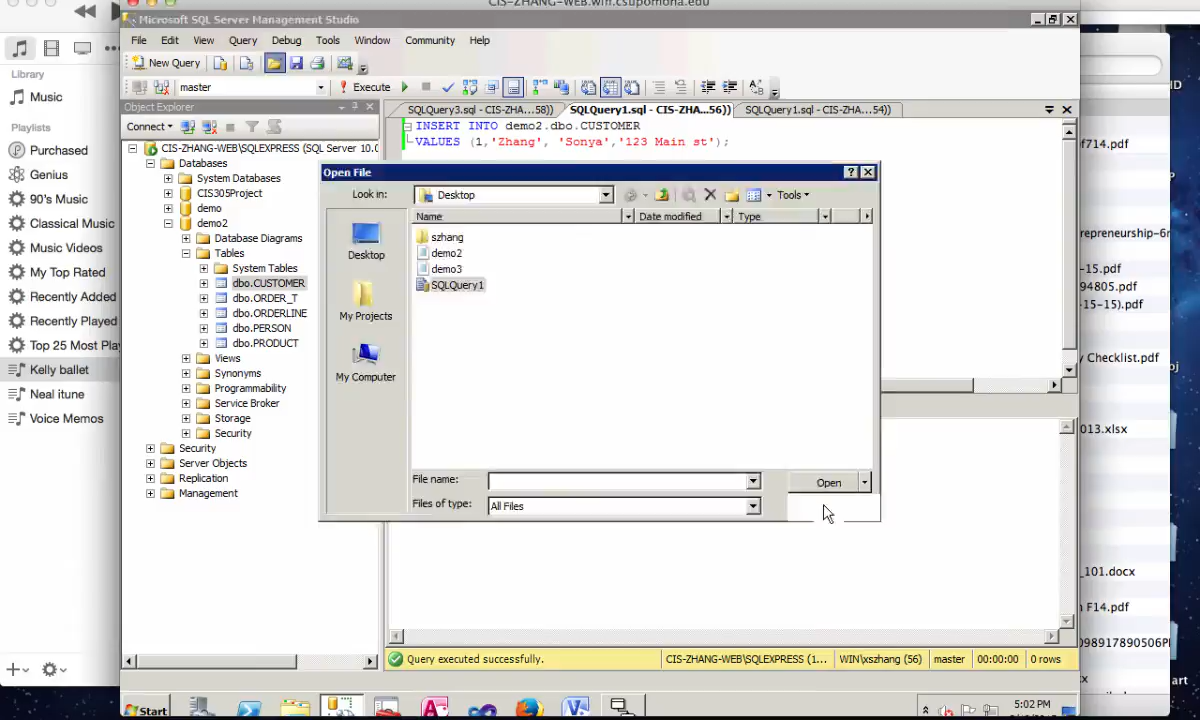 CIS-ZHANG-WEB.win.csupomona.edu
Microsoft SQL Server Management Studio
File Edit View Query Debug Tools Window Community Help
New Query
master
Execute
Object Explorer
Connect
CIS-ZHANG-WEB\SQLEXPRESS (SQL Server 10.0
Databases
System Databases
CIS305Project
demo
demo2
Database Diagrams
Tables
System Tables
dbo.CUSTOMER
dbo.ORDER_T
dbo.ORDERLINE
dbo.PERSON
dbo.PRODUCT
Views
Synonyms
Programmability
Service Broker
Storage
Security
Security
Server Objects
Replication
Management
SQLQuery3.sql - CIS-ZHA...58))
SQLQuery1.sql - CIS-ZHA...56))
SQLQuery1.sql - CIS-ZHA...54))
INSERT INTO demo2.dbo.CUSTOMER
VALUES (1,'Zhang', 'Sonya','123 Main st');
Open File
Look in:
Desktop
Tools
Name Date modified Type
szhang
demo2
demo3
SQLQuery1
Desktop
My Projects
My Computer
File name:
Open
Files of type:
All Files
Query executed successfully.
CIS-ZHANG-WEB\SQLEXPRESS (1...
WIN\xszhang (56)
master
00:00:00
0 rows
Start
5:02 PM
Library
Music
Playlists
Purchased
Genius
90's Music
Classical Music
Music Videos
My Top Rated
Recently Added
Recently Played
Top 25 Most Play
Kelly ballet
Neal itune
Voice Memos
f714.pdf
repreneurship-6r
-15.pdf
94805.pdf
-15-15).pdf
y Checklist.pdf
013.xlsx
_101.docx
n F14.pdf
098917890506P